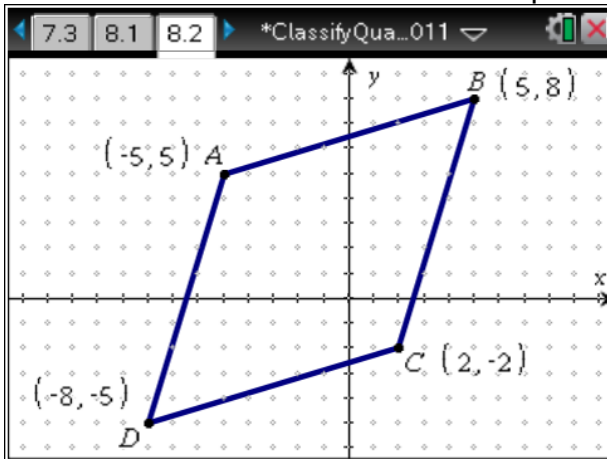 7.3 8.1 8.2 *ClassifyQua...011
y B (5,8)
(-5,5) A
x
C (2,-2)
(-8,-5)
D